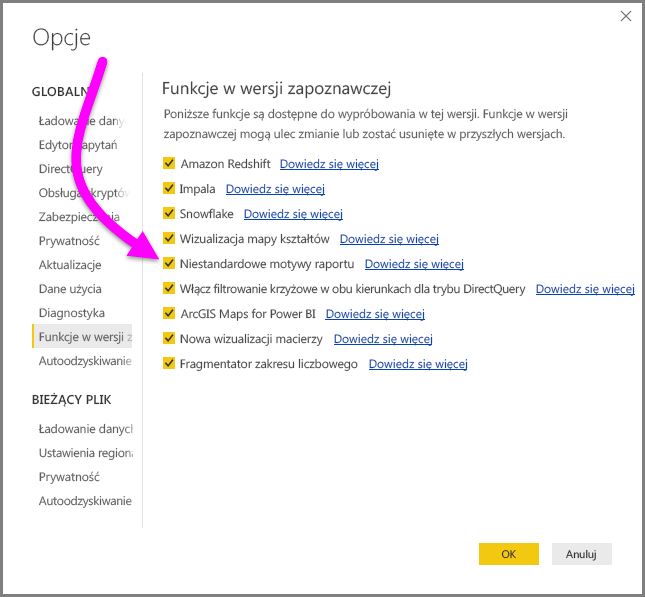 Opcje
GLOBALN
Ładowanie dany
Edytor zapytań
DirectQuery
Obsługa kryptów
Zabezpieczenia
Prywatność
Aktualizacje
Dane użycia
Diagnostyka
Funkcje w wersji z
Autoodzyskiwanie
BIEŻĄCY PLIK
Ładowanie danych
Ustawienia regiona
Prywatność
Autoodzyskiwanie
Funkcje w wersji zapoznawczej
Poniższe funkcje są dostępne do wypróbowania w tej wersji. Funkcje w wersji
zapoznawczej mogą ulec zmianie lub zostać usunięte w przyszłych wersjach.
Amazon Redshift Dowiedz się więcej
Impala Dowiedz się więcej
Snowflake Dowiedz się więcej
Wizualizacja mapy kształtów Dowiedz się więcej
Niestandardowe motywy raportu Dowiedz się więcej
Włącz filtrowanie krzyżowe w obu kierunkach dla trybu DirectQuery Dowiedz się więcej
ArcGIS Maps for Power BI Dowiedz się więcej
Nowa wizualizacji macierzy Dowiedz się więcej
Fragmentator zakresu liczbowego Dowiedz się więcej
OK Anuluj